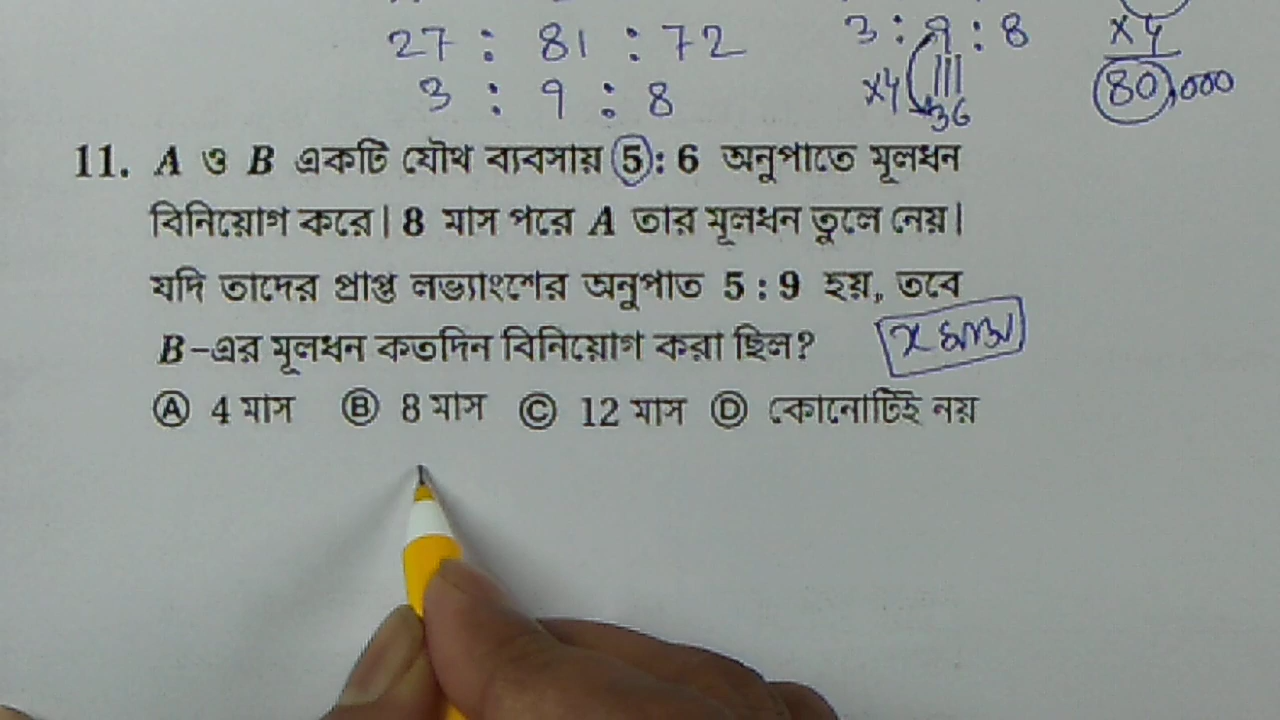 27 : 81 : 72
3 : 9 : 8
3 : 9 : 8
x4
36
x 4
80,000
11. A ও B একটি যৌথ ব্যবসায় 5 : 6 অনুপাতে মূলধন
বিনিয়োগ করে। 8 মাস পরে A তার মূলধন তুলে নেয়।
যদি তাদের প্রাপ্ত লভ্যাংশের অনুপাত 5 : 9 হয়, তবে
B-এর মূলধন কতদিন বিনিয়োগ করা ছিল?
x মাস
Ⓐ 4 মাস Ⓑ 8 মাস Ⓒ 12 মাস Ⓓ কোনোটিই নয়